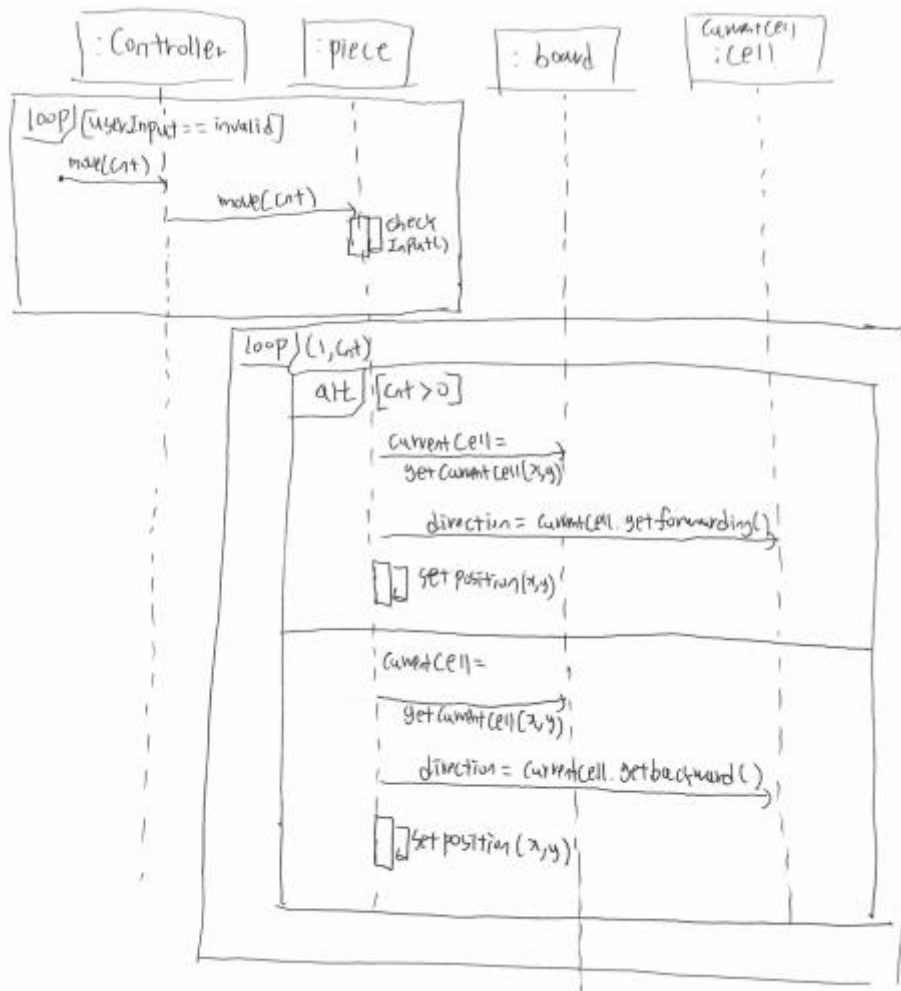 : Controller
: piece
: board
CurrentCell
: Cell
loop [userInput == invalid]
move(cnt)
move(cnt)
check
Input()
loop (1, cnt)
alt [cnt > 0]
currentCell =
getCurrentCell(x,y)
direction = currentCell.getforwarding()
setposition(x,y)
currentCell =
getCurrentCell(x,y)
direction = currentCell.getbackward()
setposition(x,y)